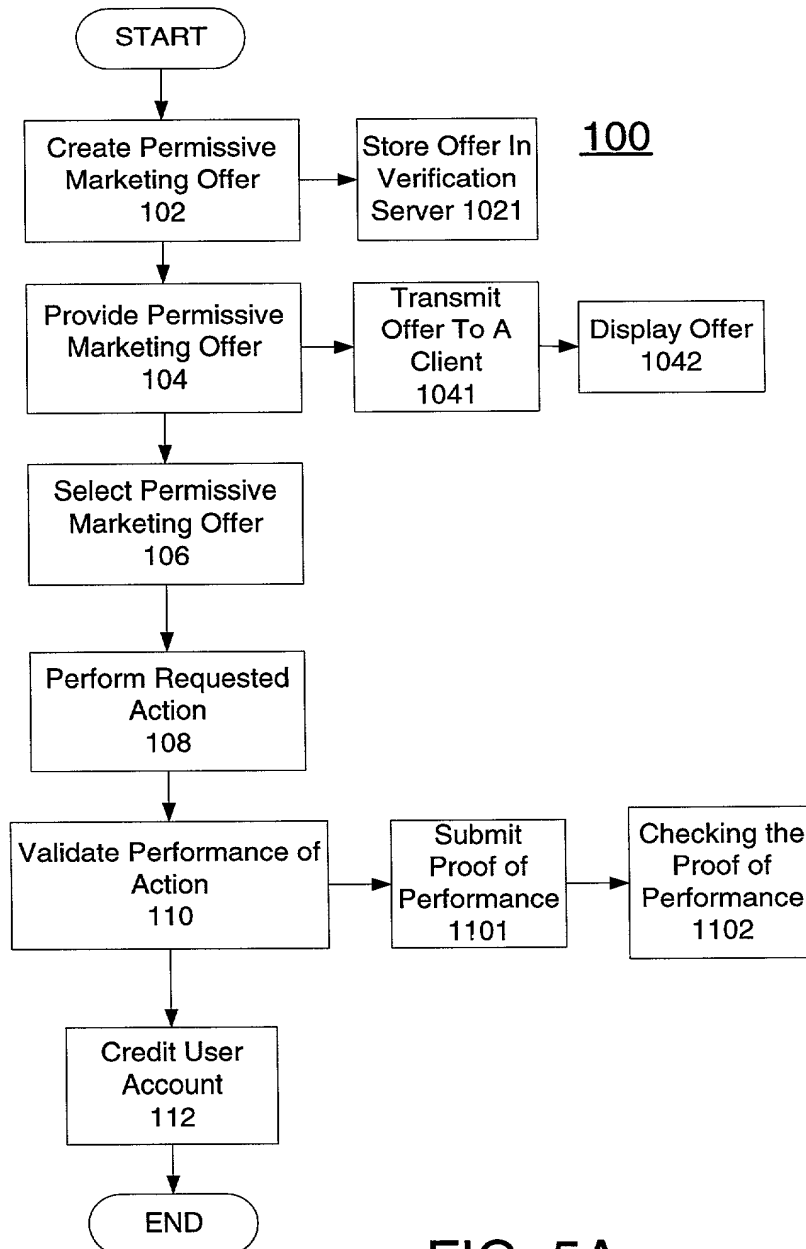 START
Create Permissive
Marketing Offer
102
Store Offer In
Verification
Server 1021
100
Provide Permissive
Marketing Offer
104
Transmit
Offer To A
Client
1041
Display Offer
1042
Select Permissive
Marketing Offer
106
Perform Requested
Action
108
Validate Performance of
Action
110
Submit
Proof of
Performance
1101
Checking the
Proof of
Performance
1102
Credit User
Account
112
END
FIG. 5A